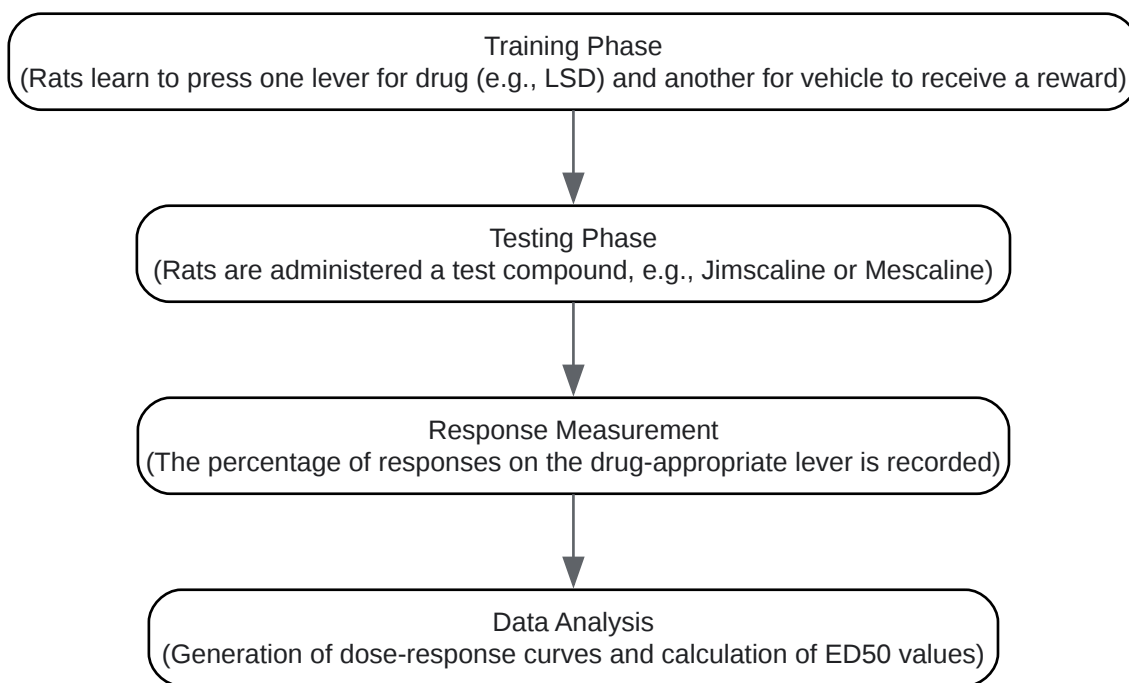 Training Phase
(Rats learn to press one lever for drug (e.g., LSD) and another for vehicle to receive a reward)
Testing Phase
(Rats are administered a test compound, e.g., Jimscaline or Mescaline)
Response Measurement
(The percentage of responses on the drug-appropriate lever is recorded)
Data Analysis
(Generation of dose-response curves and calculation of ED50 values)